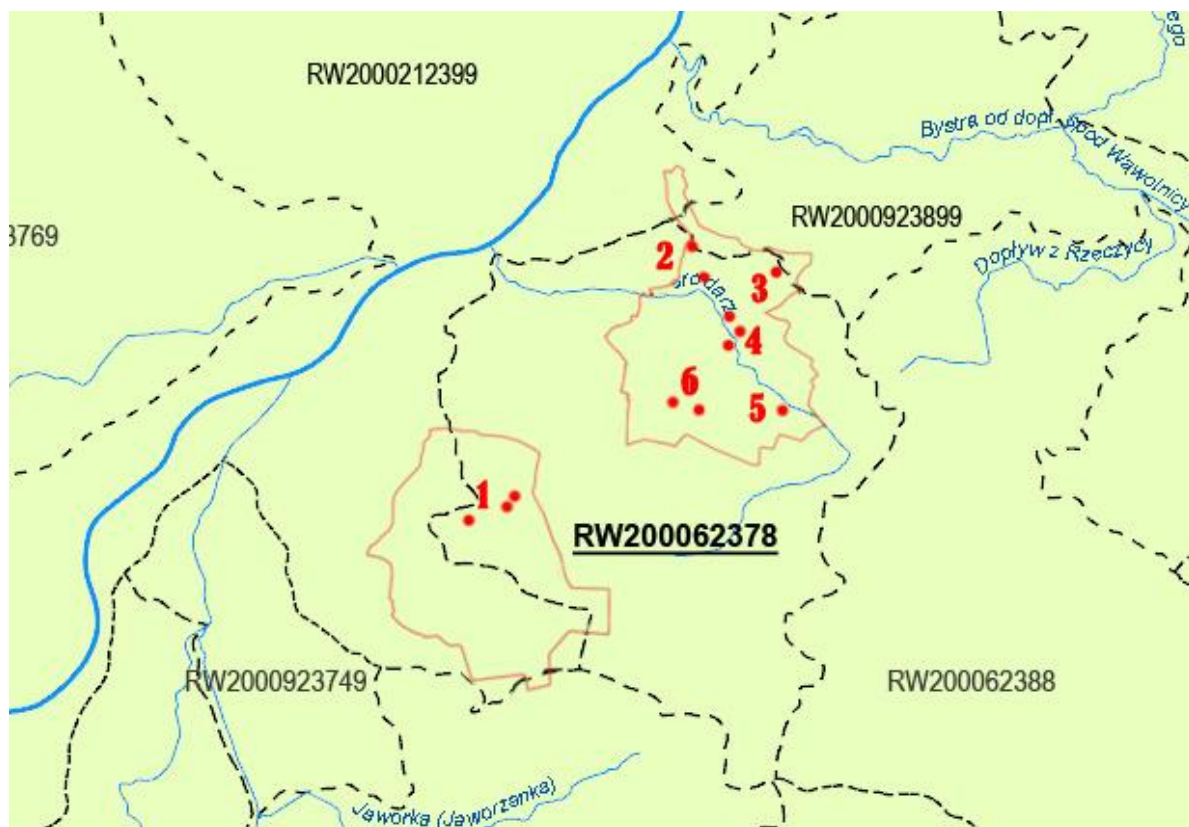 RW2000212399
Bystra od dopł. spod Wąwolnicy
RW2000923899
3769
Dopływ z Rzeczycy
2
3
4
6
5
1
RW200062378
RW2000923749
RW200062388
Jaworka (Jaworzanka)